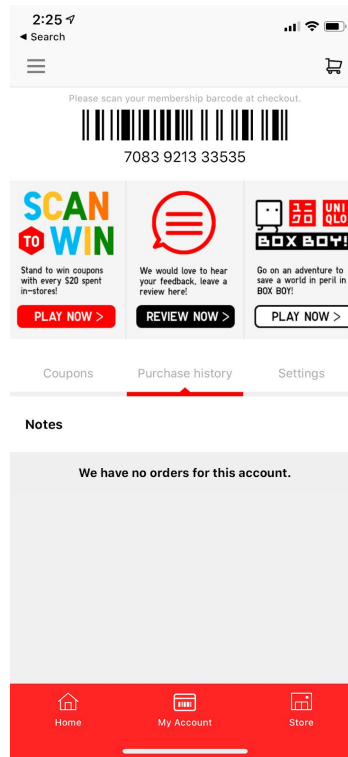 2:25
Search
Please scan your membership barcode at checkout.
7083 9213 33535
SCAN
TO WIN
Stand to win coupons
with every $20 spent
in-stores!
PLAY NOW >
We would love to hear
your feedback, leave a
review here!
REVIEW NOW >
ユニ
クロ
UNI
QLO
BOX BOY!
Go on an adventure to
save a world in peril in
BOX BOY!
PLAY NOW >
Coupons
Purchase history
Settings
Notes
We have no orders for this account.
Home
My Account
Store